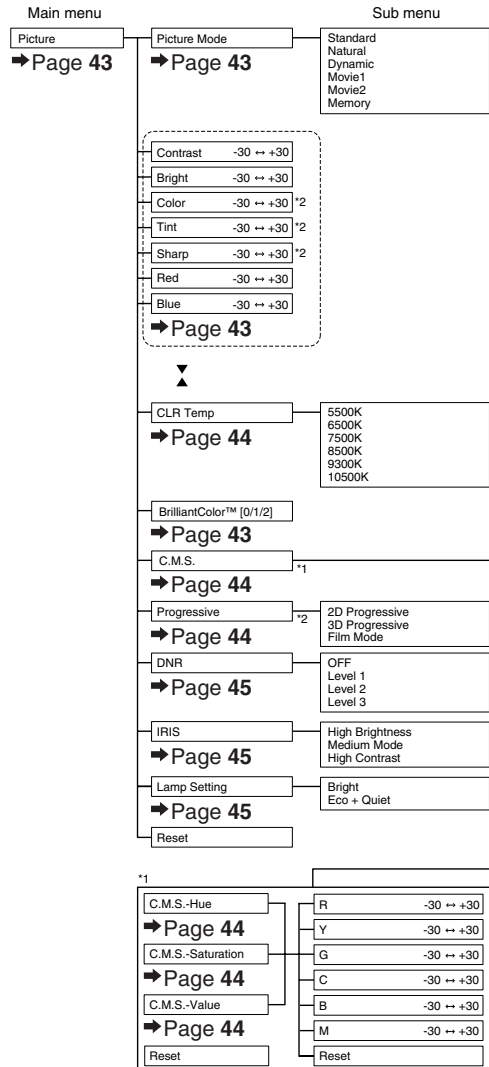 Main menu
Sub menu
Picture
➡Page 43
Picture Mode
➡Page 43
Standard
Natural
Dynamic
Movie1
Movie2
Memory
Contrast -30 ↔ +30
Bright -30 ↔ +30
Color -30 ↔ +30 *2
Tint -30 ↔ +30 *2
Sharp -30 ↔ +30 *2
Red -30 ↔ +30
Blue -30 ↔ +30
➡Page 43
CLR Temp
➡Page 44
5500K
6500K
7500K
8500K
9300K
10500K
BrilliantColor™ [0/1/2]
➡Page 43
C.M.S. *1
➡Page 44
Progressive *2
➡Page 44
2D Progressive
3D Progressive
Film Mode
DNR
➡Page 45
OFF
Level 1
Level 2
Level 3
IRIS
➡Page 45
High Brightness
Medium Mode
High Contrast
Lamp Setting
➡Page 45
Bright
Eco + Quiet
Reset
*1
C.M.S.-Hue
➡Page 44
C.M.S.-Saturation
➡Page 44
C.M.S.-Value
➡Page 44
Reset
R -30 ↔ +30
Y -30 ↔ +30
G -30 ↔ +30
C -30 ↔ +30
B -30 ↔ +30
M -30 ↔ +30
Reset